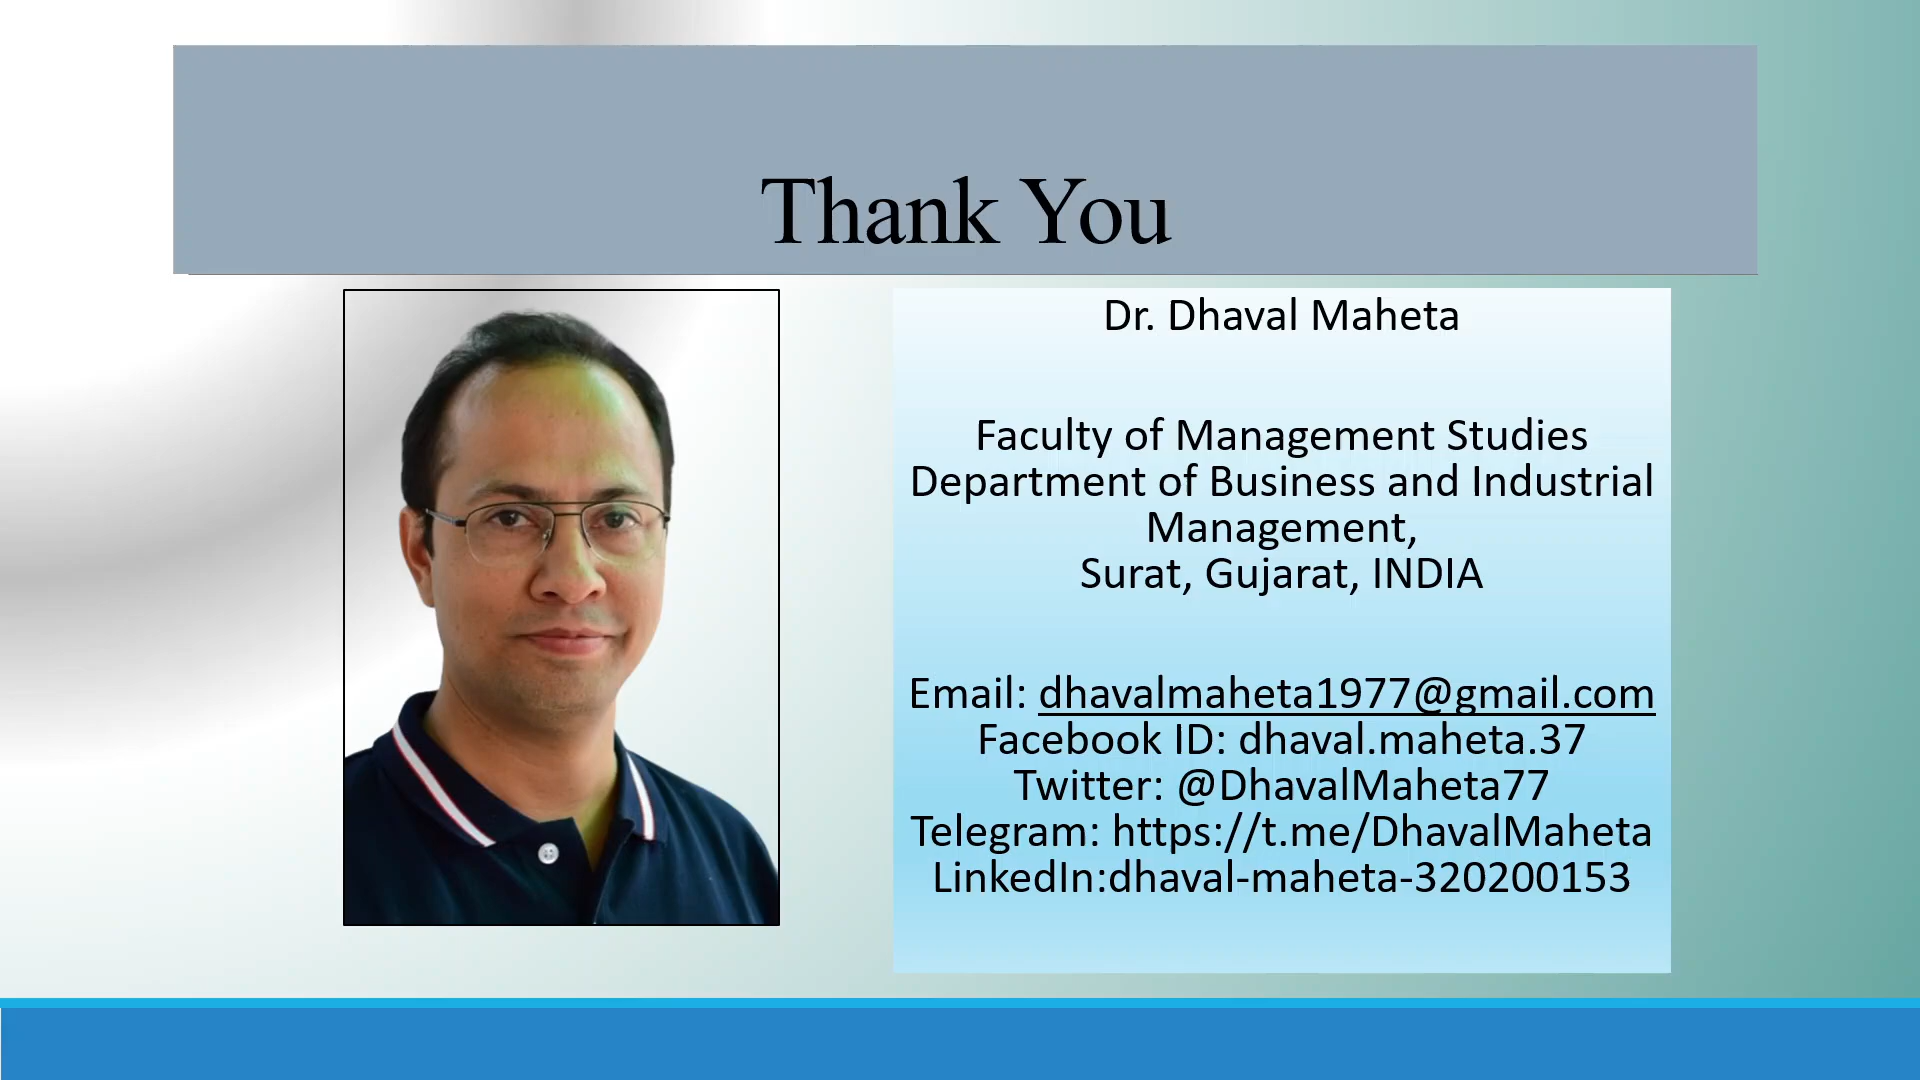 Thank You
Dr. Dhaval Maheta
Faculty of Management Studies
Department of Business and Industrial
Management,
Surat, Gujarat, INDIA
Email: dhavalmaheta1977@gmail.com
Facebook ID: dhaval.maheta.37
Twitter: @DhavalMaheta77
Telegram: https://t.me/DhavalMaheta
LinkedIn:dhaval-maheta-320200153